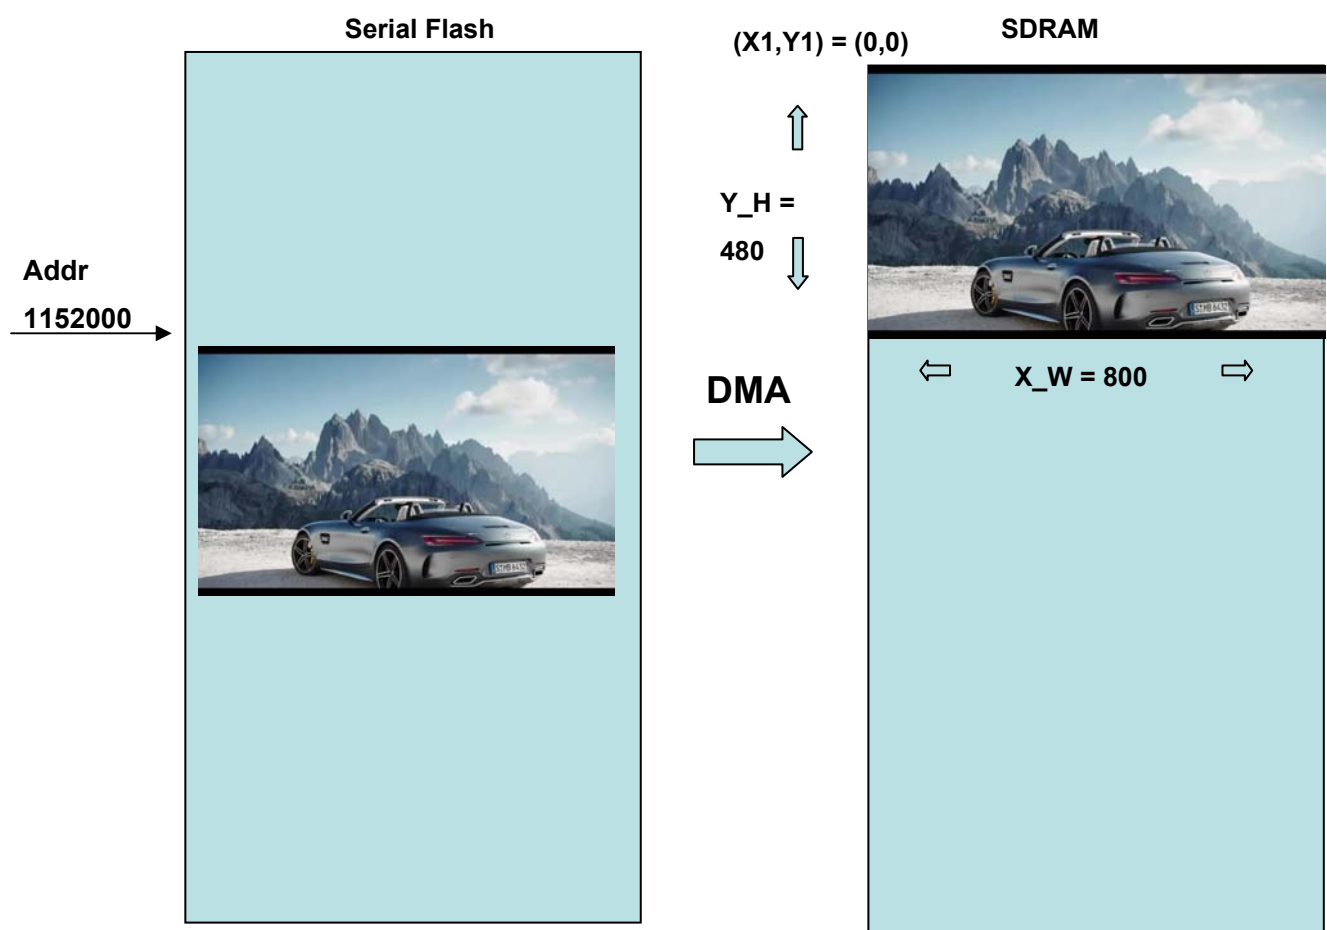 Serial Flash
(X1,Y1) = (0,0)
SDRAM
Y_H =
480
Addr
1152000
X_W = 800
DMA